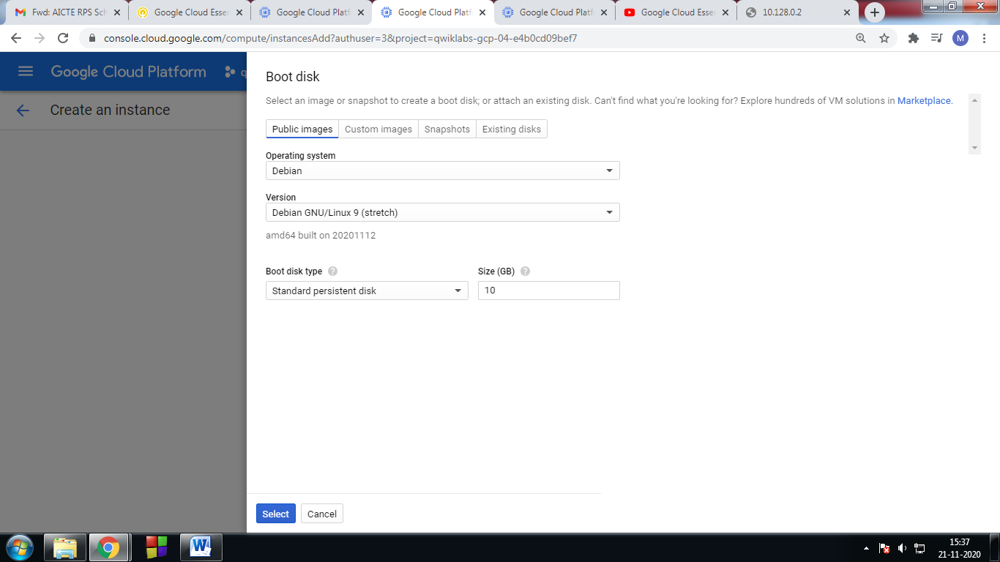 Fwd: AICTE RPS Sch
Google Cloud Essen
Google Cloud Platf
Google Cloud Platf
Google Cloud Platf
Google Cloud Essen
10.128.0.2
console.cloud.google.com/compute/instancesAdd?authuser=3&project=qwiklabs-gcp-04-e4b0cd09bef7
M
Google Cloud Platform
q
Create an instance
Boot disk
Select an image or snapshot to create a boot disk; or attach an existing disk. Can't find what you're looking for? Explore hundreds of VM solutions in Marketplace.
Public images
Custom images
Snapshots
Existing disks
Operating system
Debian
Version
Debian GNU/Linux 9 (stretch)
amd64 built on 20201112
Boot disk type ?
Size (GB) ?
Standard persistent disk
10
Select
Cancel
W
15:37
21-11-2020